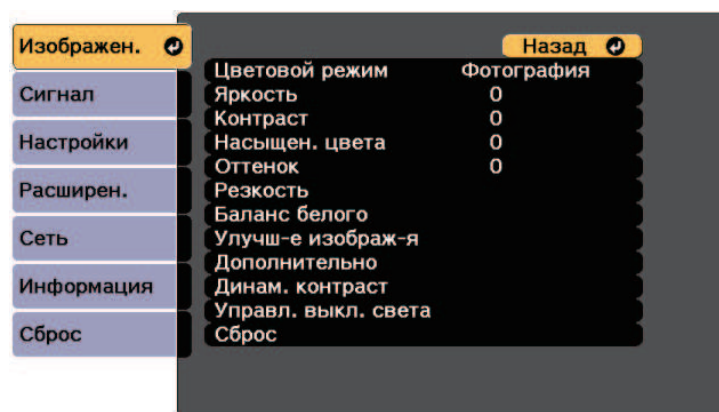 Изображен.
Сигнал
Настройки
Расширен.
Сеть
Информация
Сброс
Назад
Цветовой режим Фотография
Яркость 0
Контраст 0
Насыщен. цвета 0
Оттенок 0
Резкость
Баланс белого
Улучш-е изображ-я
Дополнительно
Динам. контраст
Управл. выкл. света
Сброс